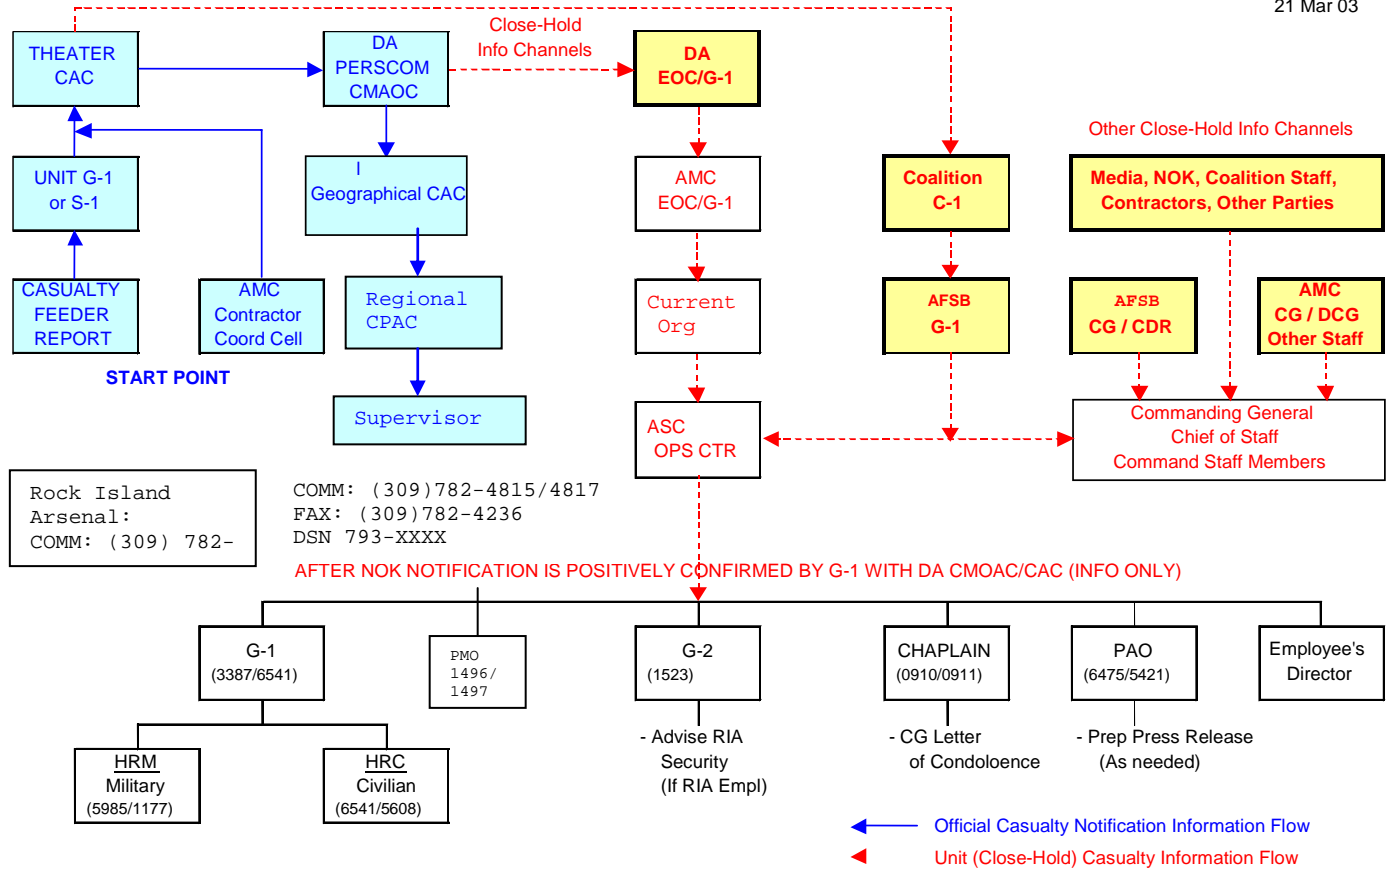 21 Mar 03
Close-Hold
Info Channels
THEATER
CAC
DA
PERSCOM
CMAOC
DA
EOC/G-1
Other Close-Hold Info Channels
UNIT G-1
or S-1
I
Geographical CAC
AMC
EOC/G-1
Coalition
C-1
Media, NOK, Coalition Staff,
Contractors, Other Parties
CASUALTY
FEEDER
REPORT
AMC
Contractor
Coord Cell
Regional
CPAC
Current
Org
AFSB
G-1
AFSB
CG / CDR
AMC
CG / DCG
Other Staff
START POINT
Supervisor
ASC
OPS CTR
Commanding General
Chief of Staff
Command Staff Members
Rock Island
Arsenal:
COMM: (309) 782-
COMM: (309)782-4815/4817
FAX: (309)782-4236
DSN 793-XXXX
AFTER NOK NOTIFICATION IS POSITIVELY CONFIRMED BY G-1 WITH DA CMOAC/CAC (INFO ONLY)
G-1
(3387/6541)
PMO
1496/
1497
G-2
(1523)
CHAPLAIN
(0910/0911)
PAO
(6475/5421)
Employee's
Director
HRM
Military
(5985/1177)
HRC
Civilian
(6541/5608)
- Advise RIA
Security
(If RIA Empl)
- CG Letter
of Condoloence
- Prep Press Release
(As needed)
Official Casualty Notification Information Flow
Unit (Close-Hold) Casualty Information Flow